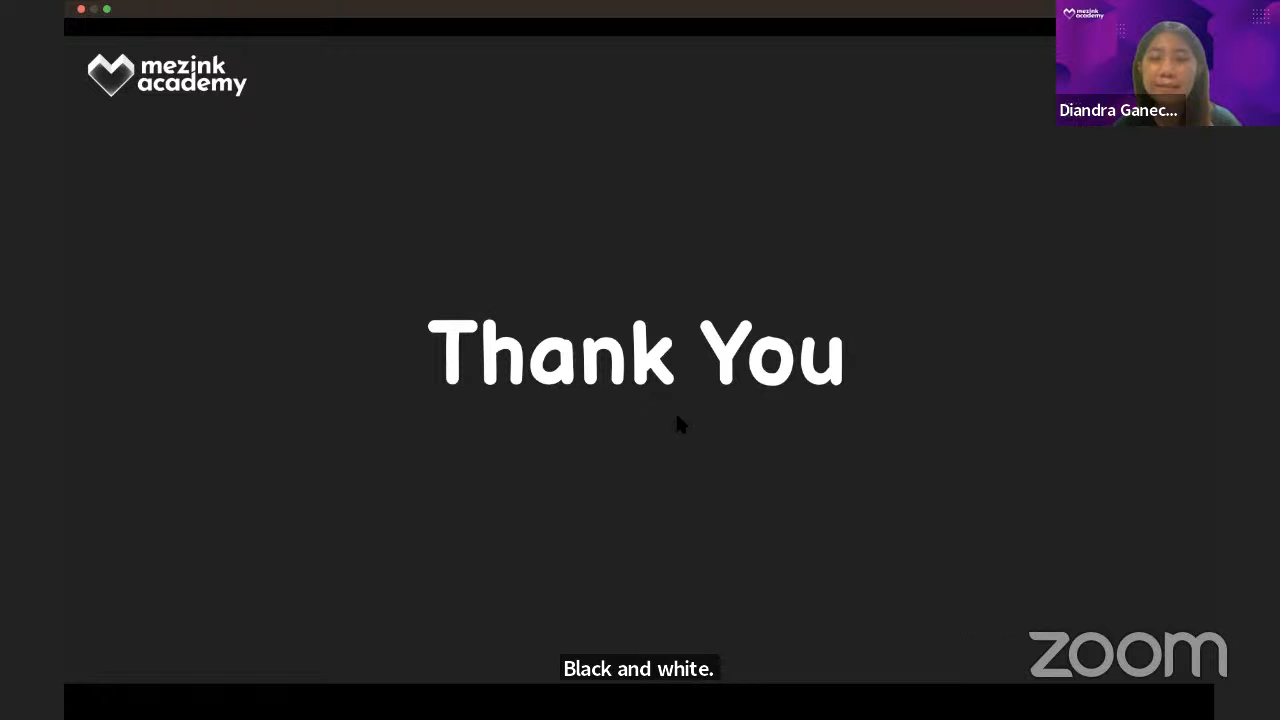 mezink
academy
mezink
academy
Diandra Ganec...
Thank You
Black and white.
zoom